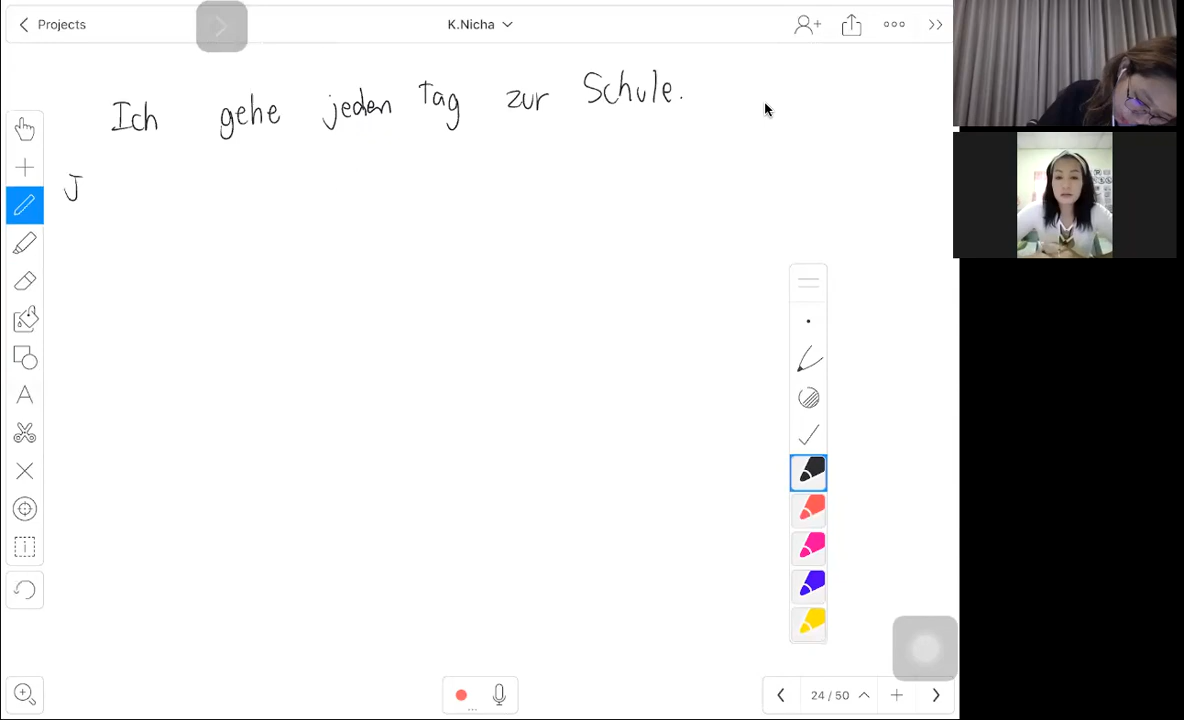 Projects
K.Nicha
Ich gehe jeden Tag zur Schule.
J
A
24 / 50